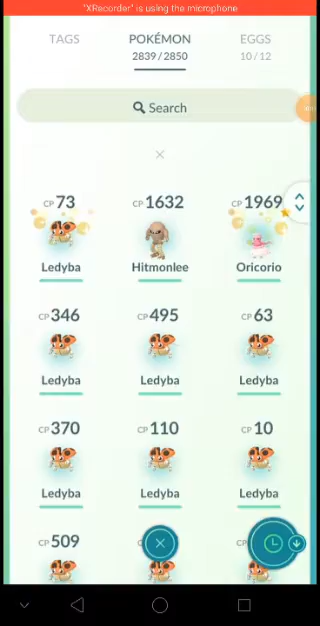 "XRecorder" is using the microphone
TAGS POKÉMON EGGS
2839 / 2850 10 / 12
Search
CP 73 CP 1632 CP 1969
Ledyba Hitmonlee Oricorio
CP 346 CP 495 CP 63
Ledyba Ledyba Ledyba
CP 370 CP 110 CP 10
Ledyba Ledyba Ledyba
CP 509 CP